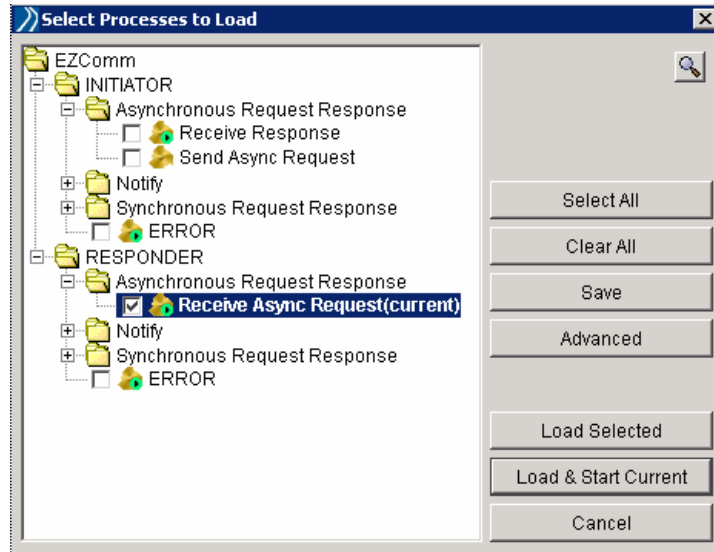 Select Processes to Load
EZComm
INITIATOR
Asynchronous Request Response
Receive Response
Send Async Request
Notify
Synchronous Request Response
ERROR
RESPONDER
Asynchronous Request Response
Receive Async Request(current)
Notify
Synchronous Request Response
ERROR
Select All
Clear All
Save
Advanced
Load Selected
Load & Start Current
Cancel